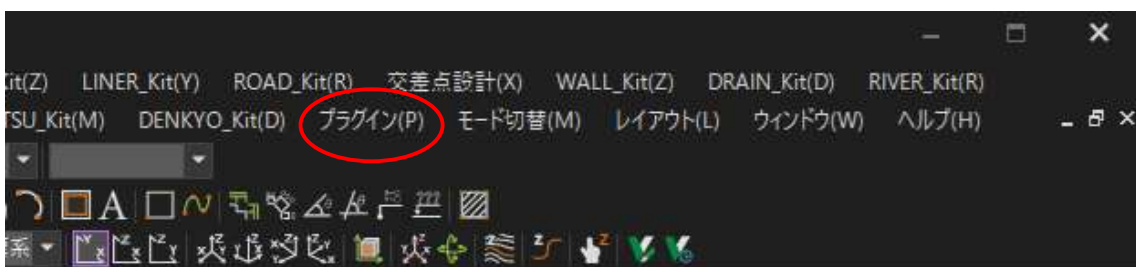 Kit(Z) LINER_Kit(Y) ROAD_Kit(R) 交差点設計(X) WALL_Kit(Z) DRAIN_Kit(D) RIVER_Kit(R)
TSU_Kit(M) DENKYO_Kit(D) プラグイン(P) モード切替(M) レイアウト(L) ウィンドウ(W) ヘルプ(H)
A
系